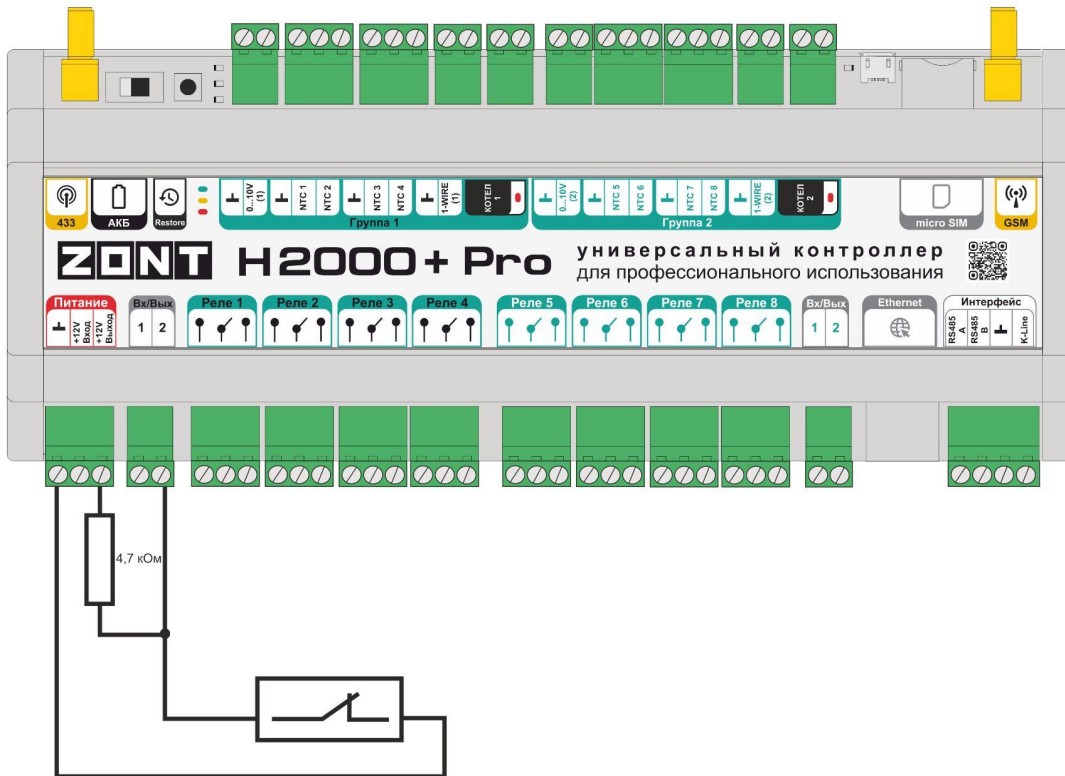 433
АКБ
Restore
0...10V (1)
NTC 1
NTC 2
NTC 3
NTC 4
1-WIRE (1)
КОТЕЛ 1
Группа 1
0...10V (2)
NTC 5
NTC 6
NTC 7
NTC 8
1-WIRE (2)
КОТЕЛ 2
Группа 2
micro SIM
GSM
ZONT H2000+ Pro
универсальный контроллер
для профессионального использования
Питание
+12V Вход
+12V Выход
Вх/Вых
1 2
Реле 1
Реле 2
Реле 3
Реле 4
Реле 5
Реле 6
Реле 7
Реле 8
Вх/Вых
1 2
Ethernet
Интерфейс
RS485 A
RS485 B
K-Line
4,7 кОм